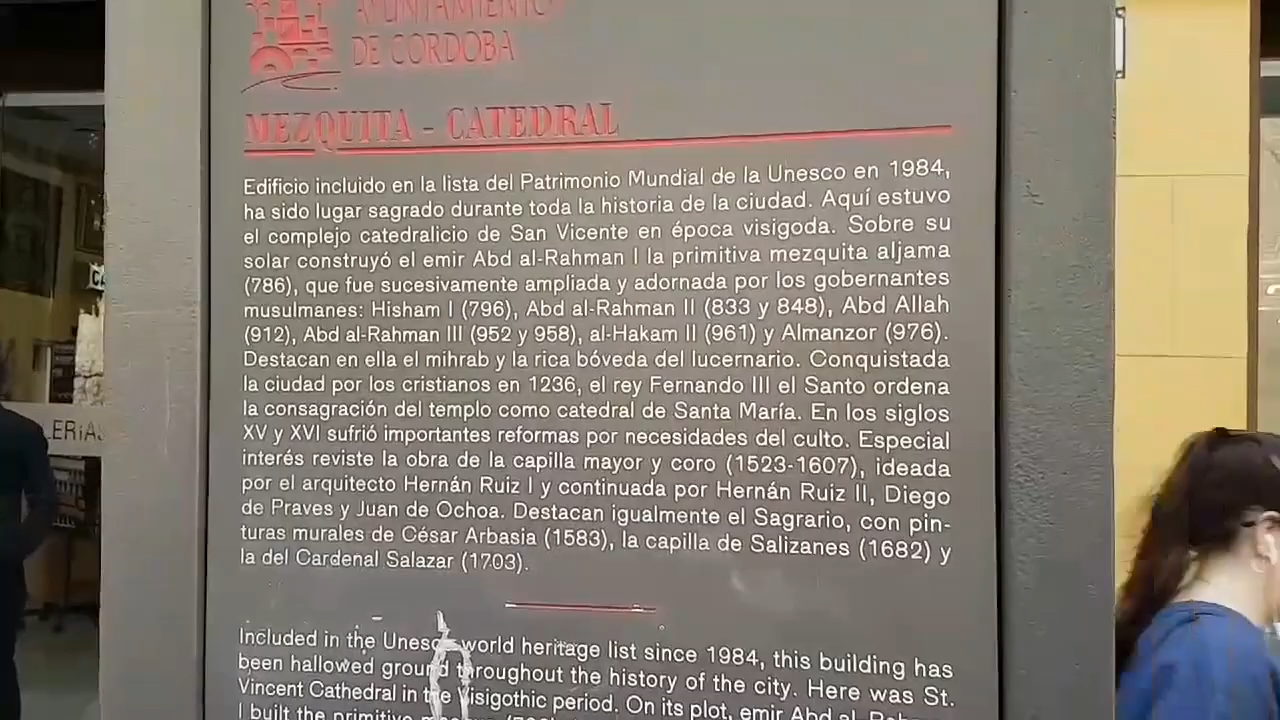 AYUNTAMIENTO
DE CORDOBA
MEZQUITA - CATEDRAL
Edificio incluido en la lista del Patrimonio Mundial de la Unesco en 1984,
ha sido lugar sagrado durante toda la historia de la ciudad. Aquí estuvo
el complejo catedralicio de San Vicente en época visigoda. Sobre su
solar construyó el emir Abd al-Rahman I la primitiva mezquita aljama
(786), que fue sucesivamente ampliada y adornada por los gobernantes
musulmanes: Hisham I (796), Abd al-Rahman II (833 y 848), Abd Allah
(912), Abd al-Rahman III (952 y 958), al-Hakam II (961) y Almanzor (976).
Destacan en ella el mihrab y la rica bóveda del lucernario. Conquistada
la ciudad por los cristianos en 1236, el rey Fernando III el Santo ordena
la consagración del templo como catedral de Santa María. En los siglos
XV y XVI sufrió importantes reformas por necesidades del culto. Especial
interés reviste la obra de la capilla mayor y coro (1523-1607), ideada
por el arquitecto Hernán Ruiz I y continuada por Hernán Ruiz II, Diego
de Praves y Juan de Ochoa. Destacan igualmente el Sagrario, con pin-
turas murales de César Arbasia (1583), la capilla de Salizanes (1682) y
la del Cardenal Salazar (1703).
Included in the Unesco world heritage list since 1984, this building has
been hallowed ground throughout the history of the city. Here was St.
Vincent Cathedral in the Visigothic period. On its plot, emir Abd al-
I built the primitive
LERIAS